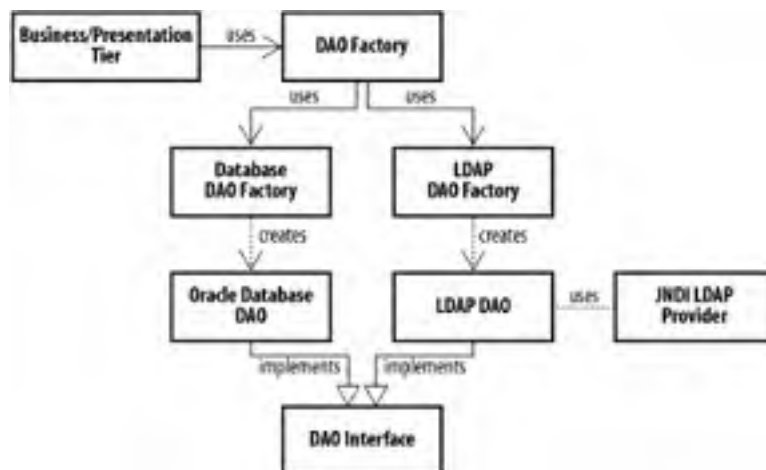 Business/Presentation
Tier
uses
DAO Factory
uses
uses
Database
DAO Factory
LDAP
DAO Factory
creates
creates
Oracle Database
DAO
LDAP DAO
uses
JNDI LDAP
Provider
implements
implements
DAO Interface